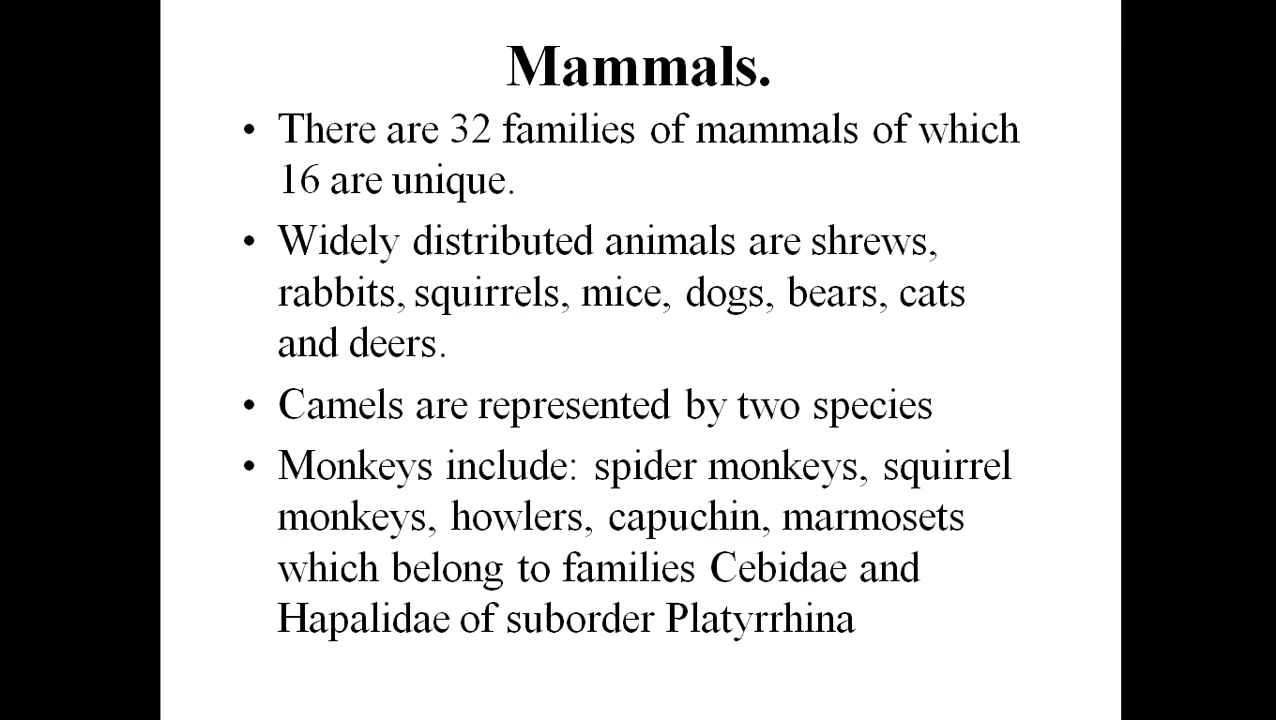 Mammals.
• There are 32 families of mammals of which
16 are unique.
• Widely distributed animals are shrews,
rabbits, squirrels, mice, dogs, bears, cats
and deers.
• Camels are represented by two species
• Monkeys include: spider monkeys, squirrel
monkeys, howlers, capuchin, marmosets
which belong to families Cebidae and
Hapalidae of suborder Platyrrhina